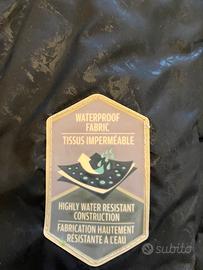 WATERPROOF
FABRIC
TISSUS IMPERMÉABLE
HIGHLY WATER RESISTANT
CONSTRUCTION
FABRICATION HAUTEMENT
RÉSISTANTE À L'EAU
subito